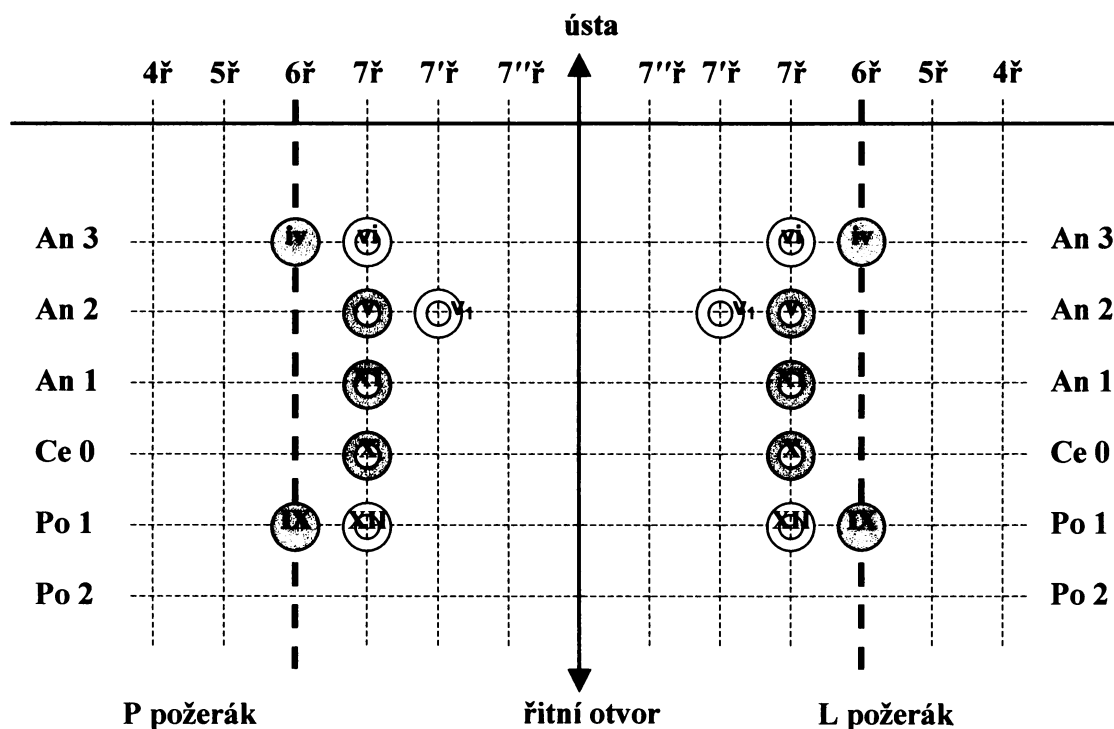 ústa
4ř 5ř 6ř 7ř 7'ř 7''ř 7''ř 7'ř 7ř 6ř 5ř 4ř
An 3 iv vi vi iv An 3
An 2 v v₁ v₁ v An 2
An 1 XI XI An 1
Ce 0 X X Ce 0
Po 1 IX XII XII IX Po 1
Po 2 Po 2
P požerák řitní otvor L požerák